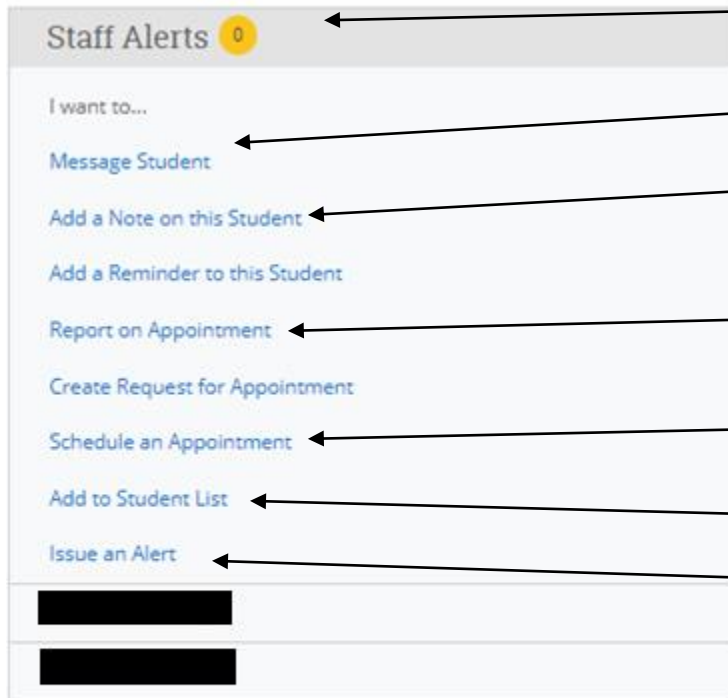 Staff Alerts 0
I want to...
Message Student
Add a Note on this Student
Add a Reminder to this Student
Report on Appointment
Create Request for Appointment
Schedule an Appointment
Add to Student List
Issue an Alert